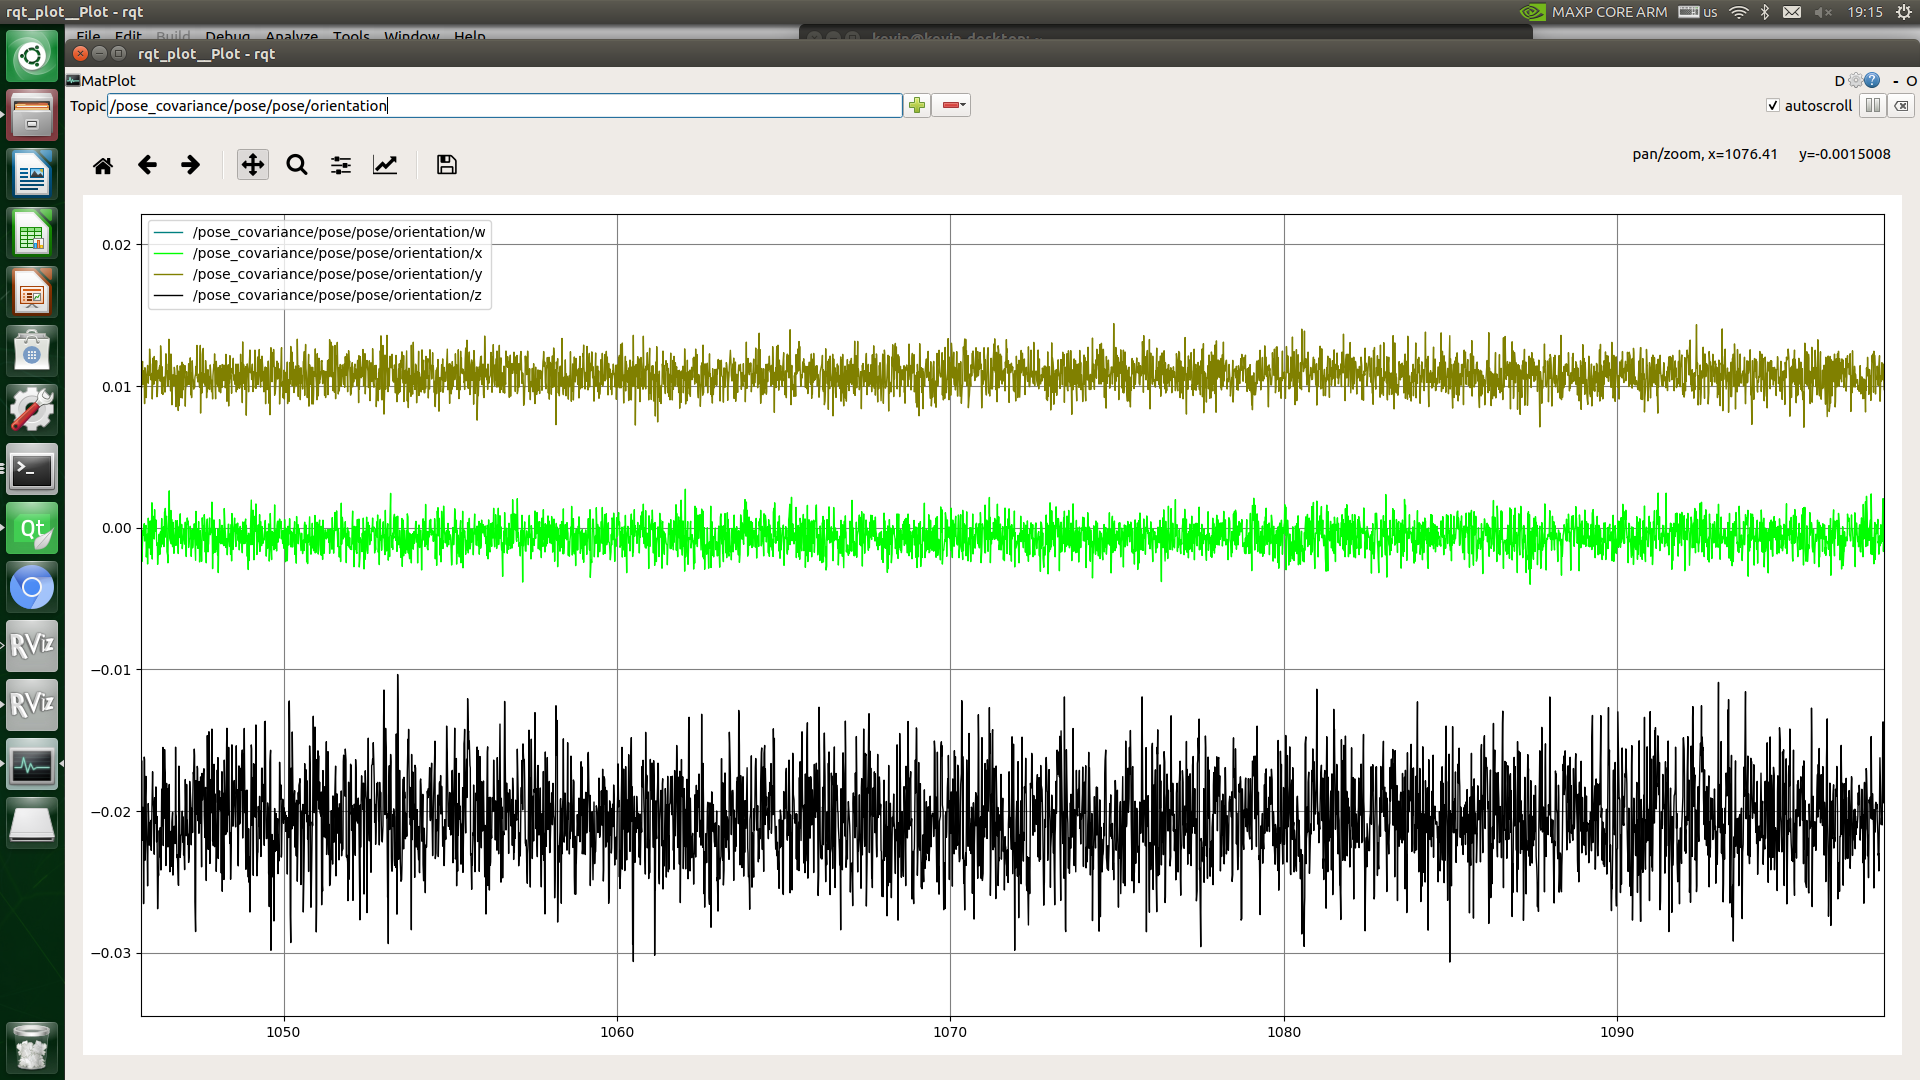 rqt_plot__Plot - rqt
MAXP CORE ARM us 19:15
File Edit Build Debug Analyze Tools Window Help
kevin@kevin-desktop: ~
rqt_plot__Plot - rqt
MatPlot D - O
Topic /pose_covariance/pose/pose/orientation autoscroll
pan/zoom, x=1076.41 y=-0.0015008
/pose_covariance/pose/pose/orientation/w
/pose_covariance/pose/pose/orientation/x
/pose_covariance/pose/pose/orientation/y
/pose_covariance/pose/pose/orientation/z
0.02
0.01
0.00
−0.01
−0.02
−0.03
1050 1060 1070 1080 1090
Qt
RViz
RViz